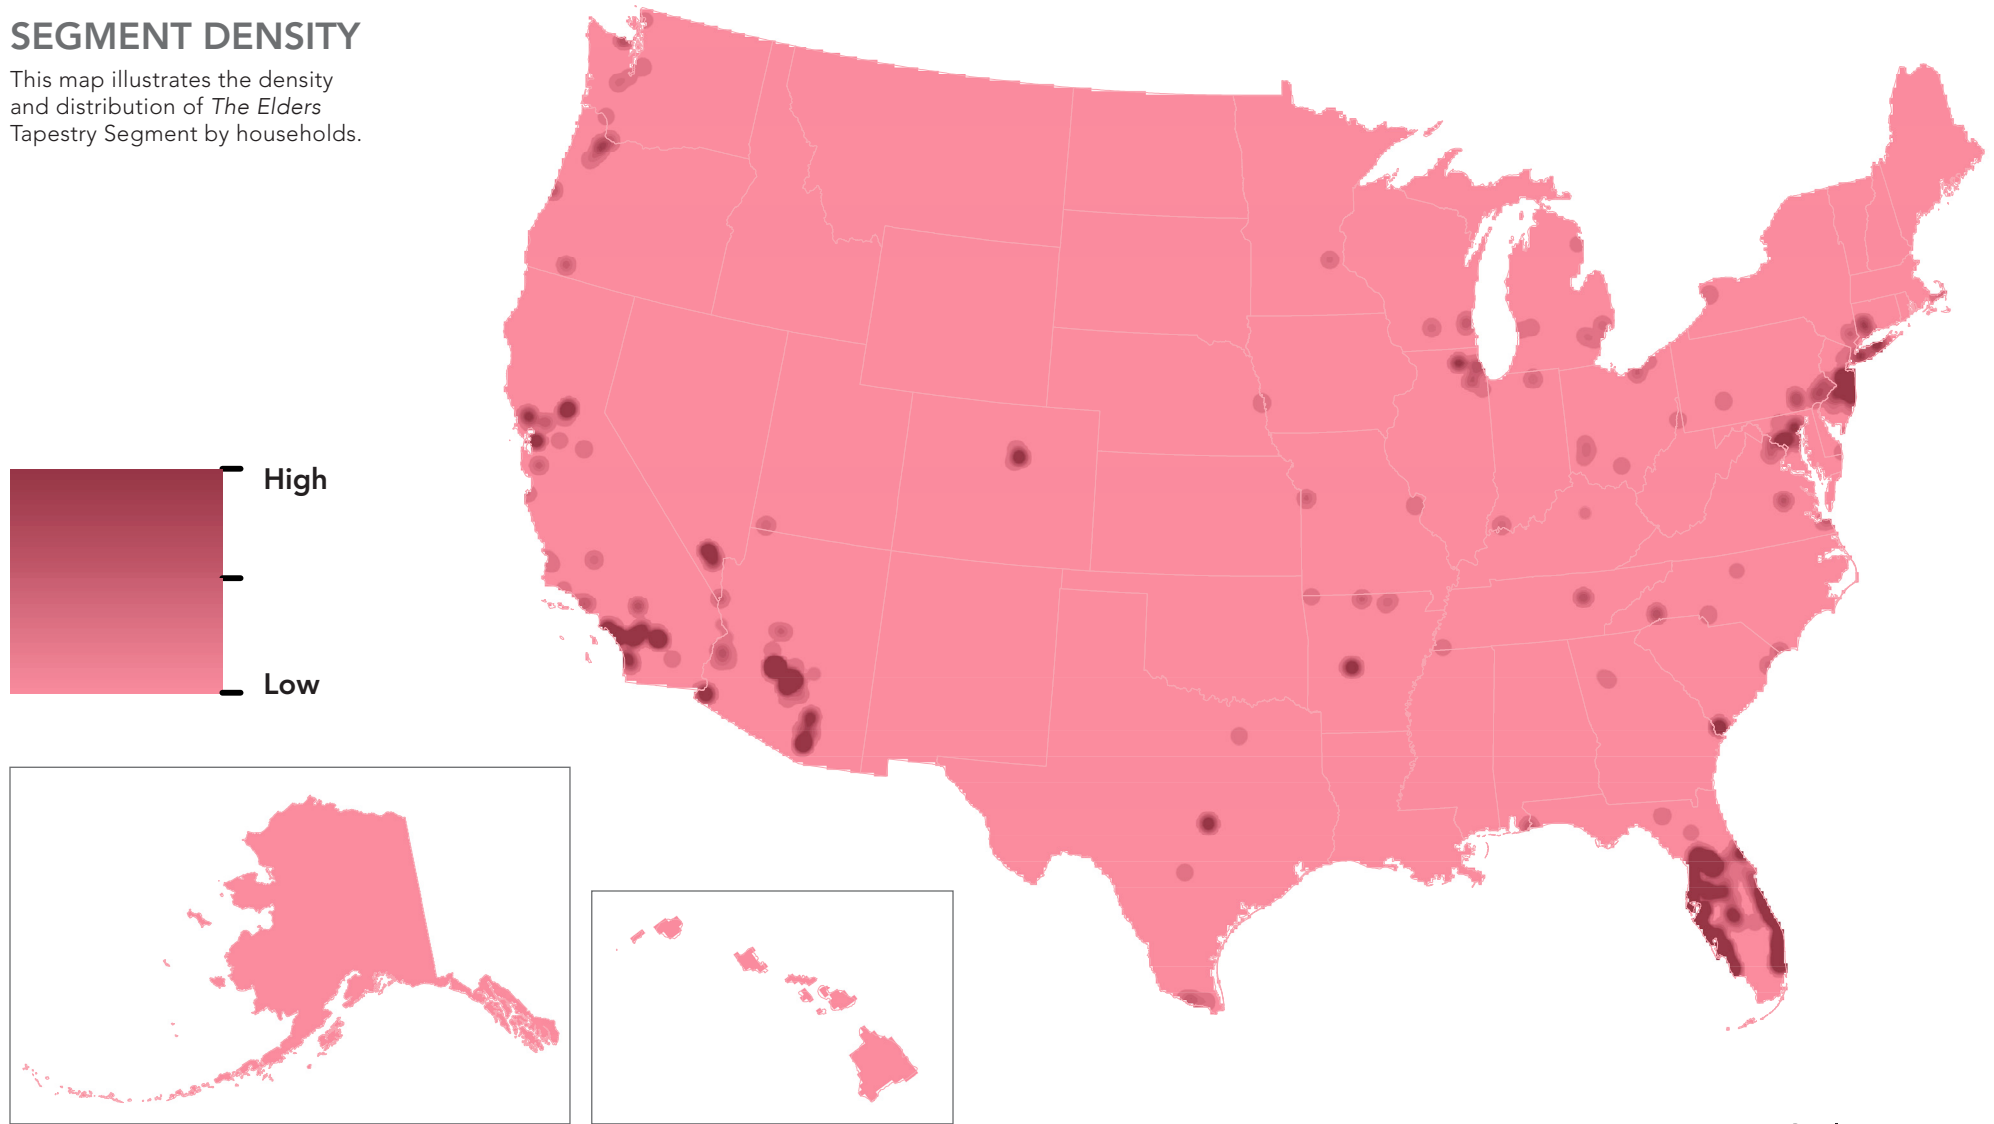 SEGMENT DENSITY
This map illustrates the density
and distribution of The Elders
Tapestry Segment by households.
High
Low